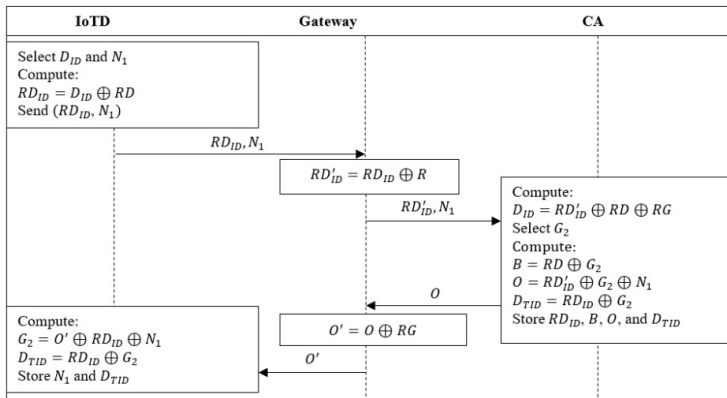 IoTD Gateway CA
Select D_ID and N_1
Compute:
RD_ID = D_ID ⊕ RD
Send (RD_ID, N_1)
RD_ID, N_1
RD'_ID = RD_ID ⊕ R
RD'_ID, N_1
Compute:
D_ID = RD'_ID ⊕ RD ⊕ RG
Select G_2
Compute:
B = RD ⊕ G_2
O = RD'_ID ⊕ G_2 ⊕ N_1
D_TID = RD_ID ⊕ G_2
Store RD_ID, B, O, and D_TID
O
O' = O ⊕ RG
O'
Compute:
G_2 = O' ⊕ RD_ID ⊕ N_1
D_TID = RD_ID ⊕ G_2
Store N_1 and D_TID